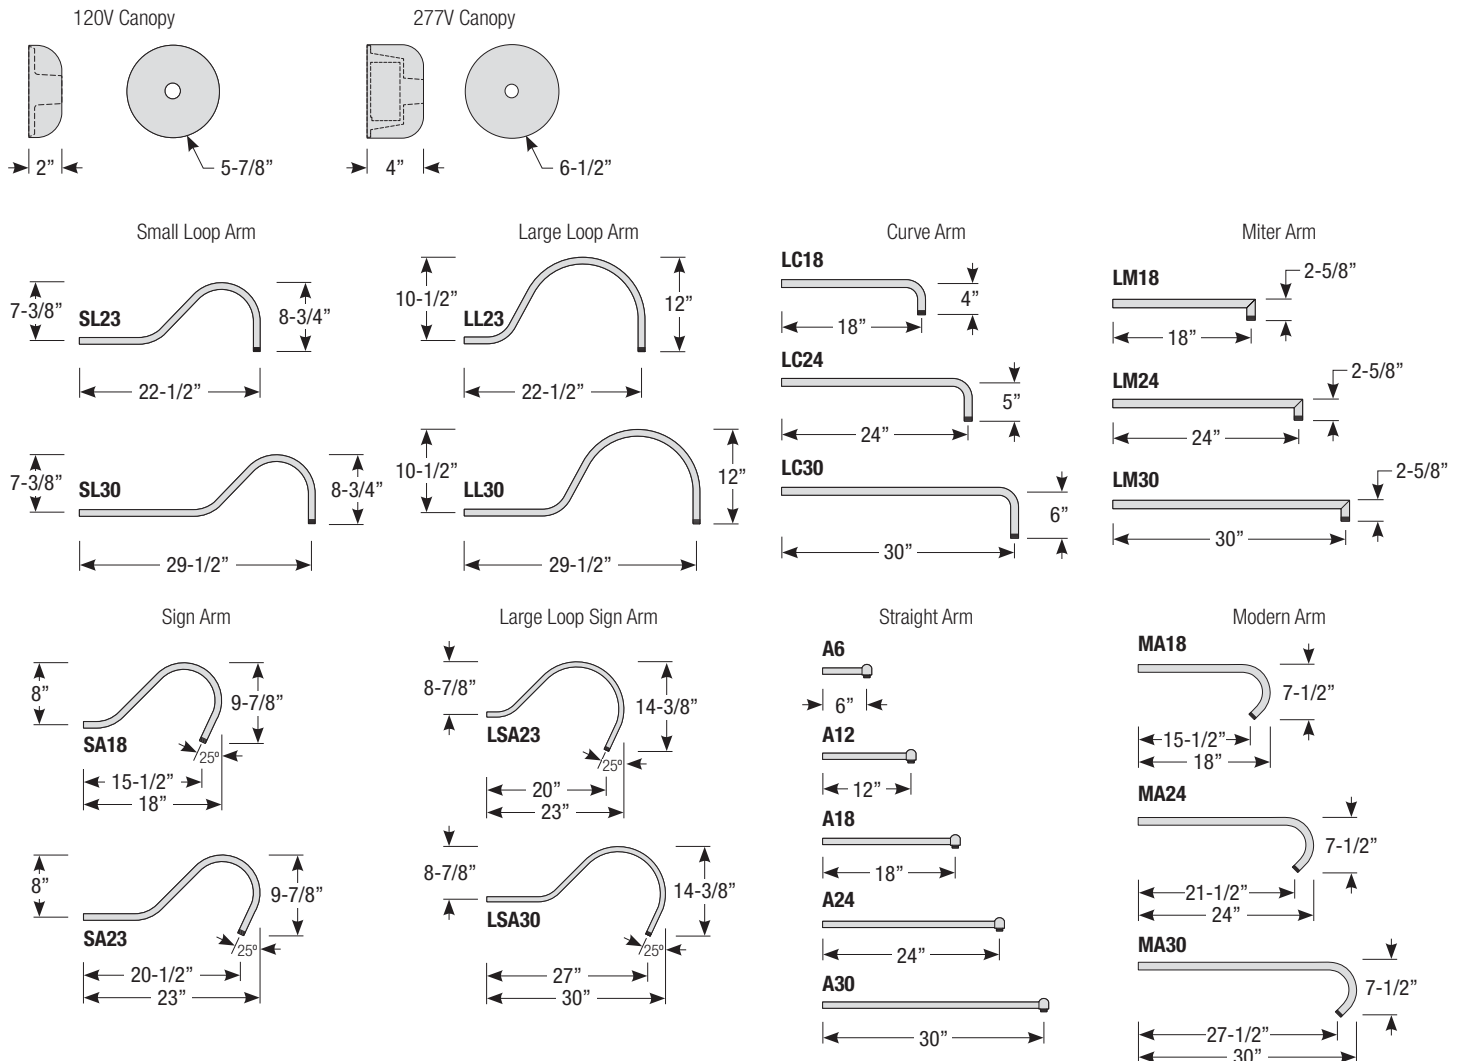 120V Canopy
277V Canopy
2”
5-7/8”
4”
6-1/2”
Small Loop Arm
Large Loop Arm
Curve Arm
Miter Arm
7-3/8”
SL23
8-3/4”
22-1/2”
7-3/8”
SL30
8-3/4”
29-1/2”
10-1/2”
LL23
12”
22-1/2”
10-1/2”
LL30
12”
29-1/2”
LC18
4”
18”
LC24
5”
24”
LC30
6”
30”
LM18
2-5/8”
18”
LM24
2-5/8”
24”
LM30
2-5/8”
30”
Sign Arm
Large Loop Sign Arm
Straight Arm
Modern Arm
8”
9-7/8”
SA18
25º
15-1/2”
18”
8”
9-7/8”
SA23
25º
20-1/2”
23”
8-7/8”
14-3/8”
LSA23
25º
20”
23”
8-7/8”
14-3/8”
LSA30
25º
27”
30”
A6
6”
A12
12”
A18
18”
A24
24”
A30
30”
MA18
7-1/2”
15-1/2”
18”
MA24
7-1/2”
21-1/2”
24”
MA30
7-1/2”
27-1/2”
30”